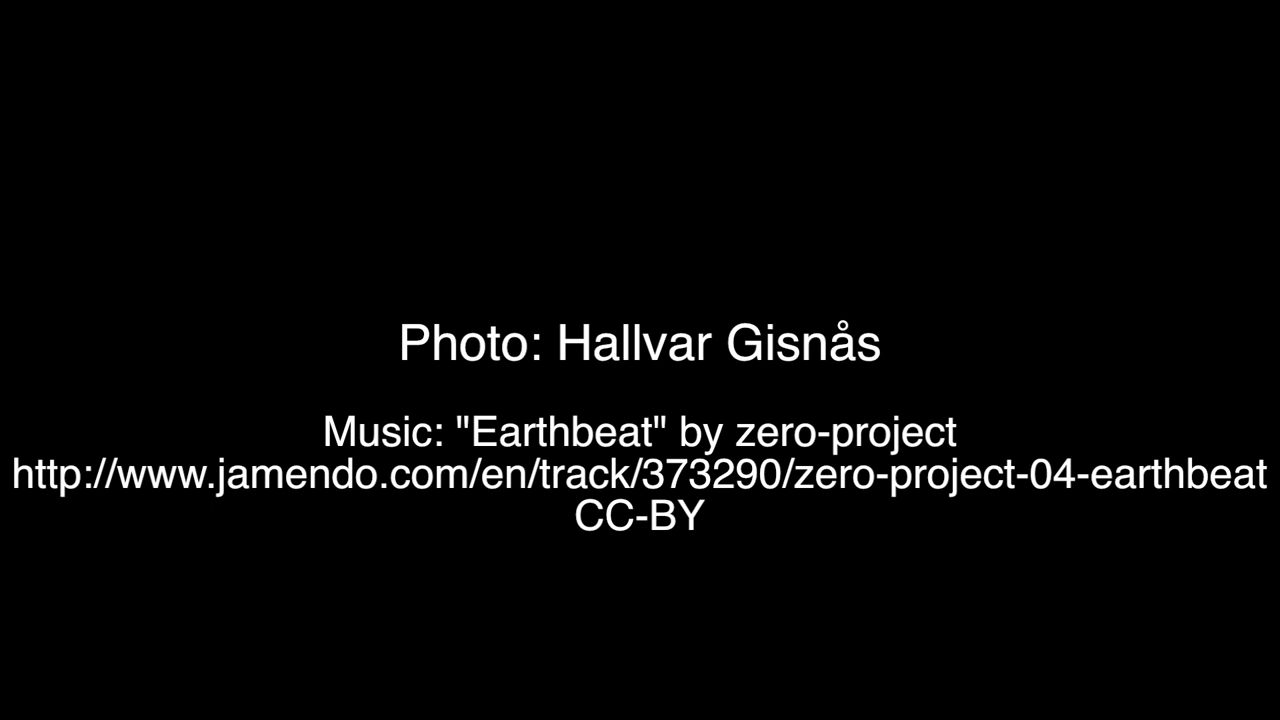 Photo: Hallvar Gisnås
Music: "Earthbeat" by zero-project
http://www.jamendo.com/en/track/373290/zero-project-04-earthbeat
CC-BY